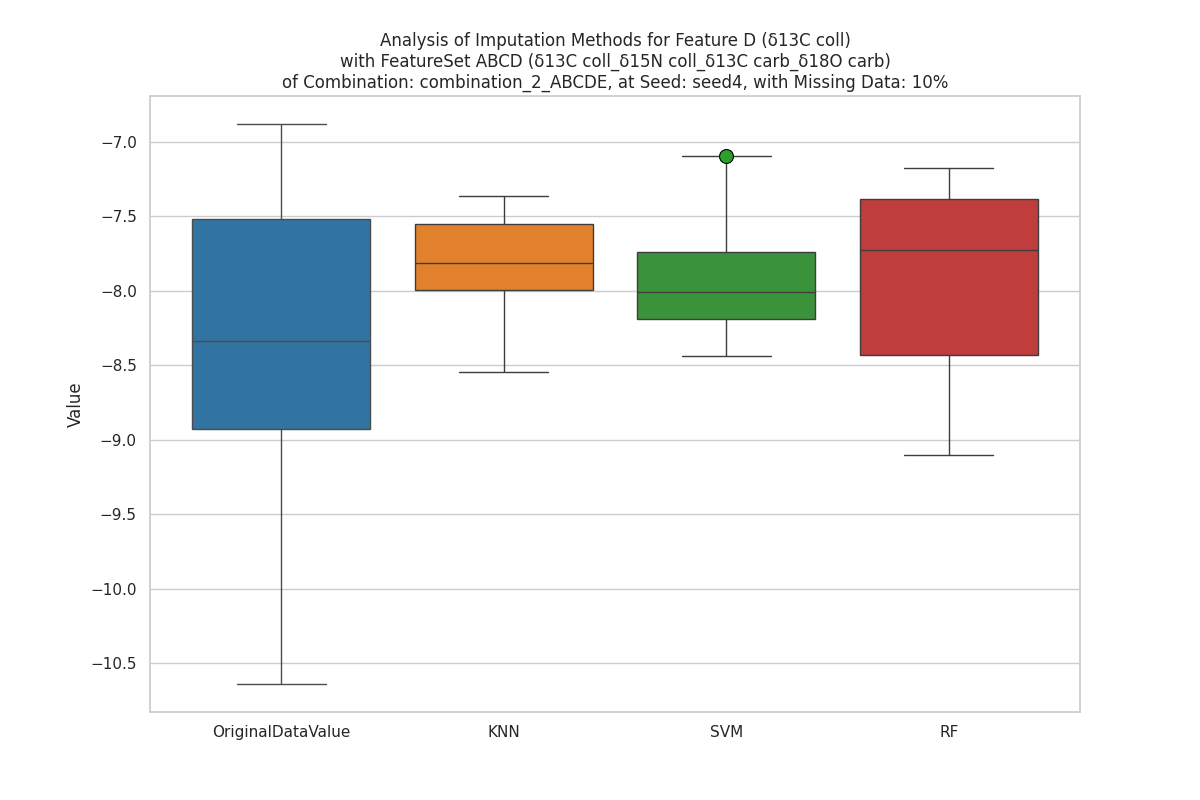 Analysis of Imputation Methods for Feature D (δ13C coll)
with FeatureSet ABCD (δ13C coll_δ15N coll_δ13C carb_δ18O carb)
of Combination: combination_2_ABCDE, at Seed: seed4, with Missing Data: 10%
−7.0
−7.5
−8.0
−8.5
−9.0
−9.5
−10.0
−10.5
Value
OriginalDataValue
KNN
SVM
RF